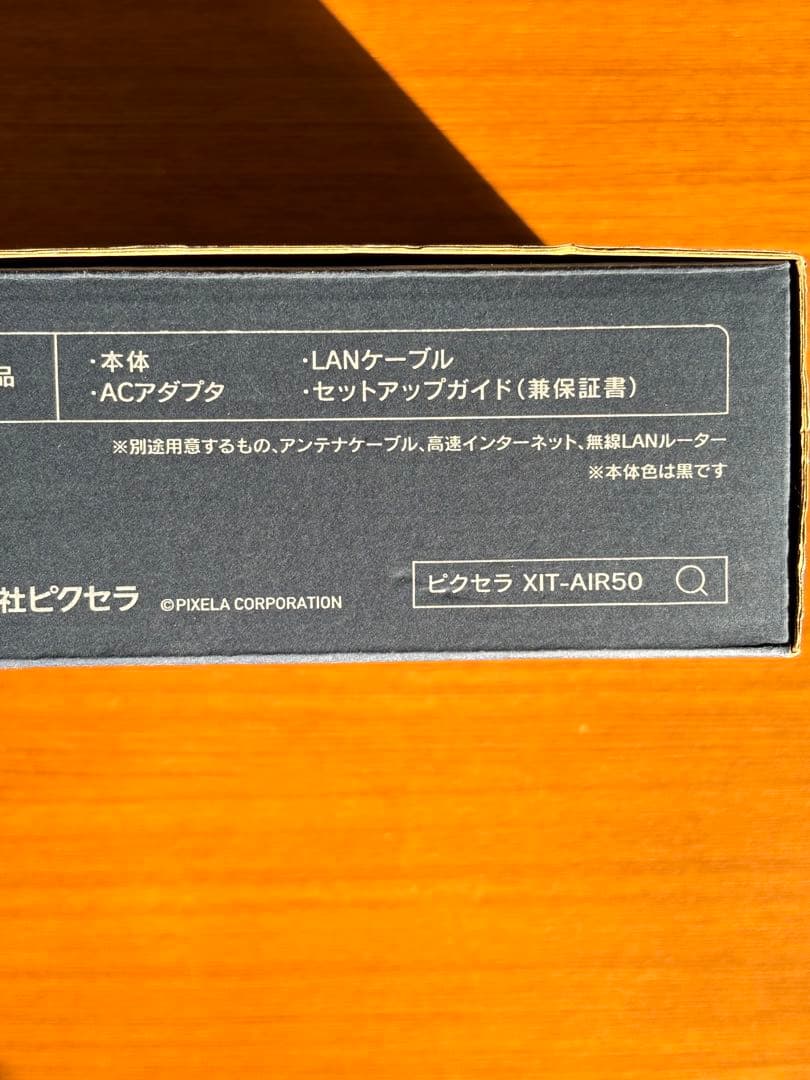 品
・本体
・LANケーブル
・ACアダプタ
・セットアップガイド（兼保証書）
※別途用意するもの、アンテナケーブル、高速インターネット、無線LANルーター
※本体色は黒です
社ピクセラ ©PIXELA CORPORATION
ピクセラ XIT-AIR50